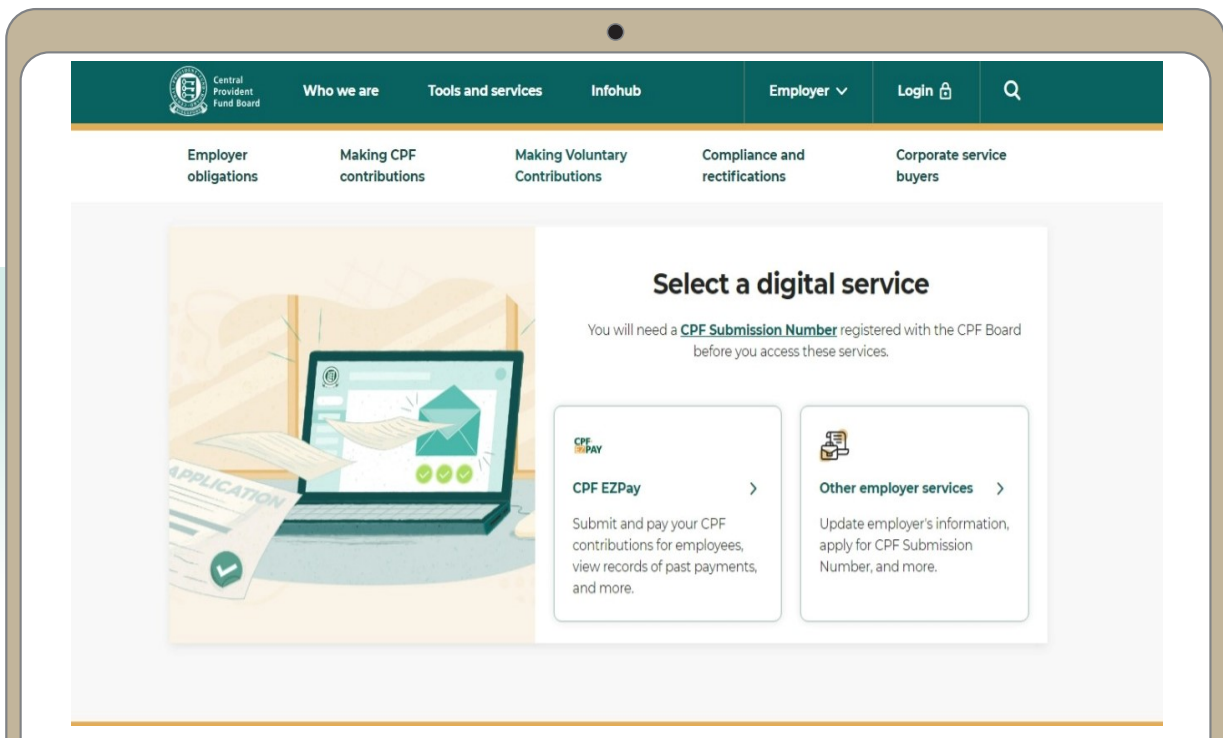 Central
Provident
Fund Board
Who we are
Tools and services
Infohub
Employer
Login
Employer
obligations
Making CPF
contributions
Making Voluntary
Contributions
Compliance and
rectifications
Corporate service
buyers
APPLICATION
Select a digital service
You will need a CPF Submission Number registered with the CPF Board
before you access these services.
CPF
EZPAY
CPF EZPay
Submit and pay your CPF
contributions for employees,
view records of past payments,
and more.
Other employer services
Update employer's information,
apply for CPF Submission
Number, and more.